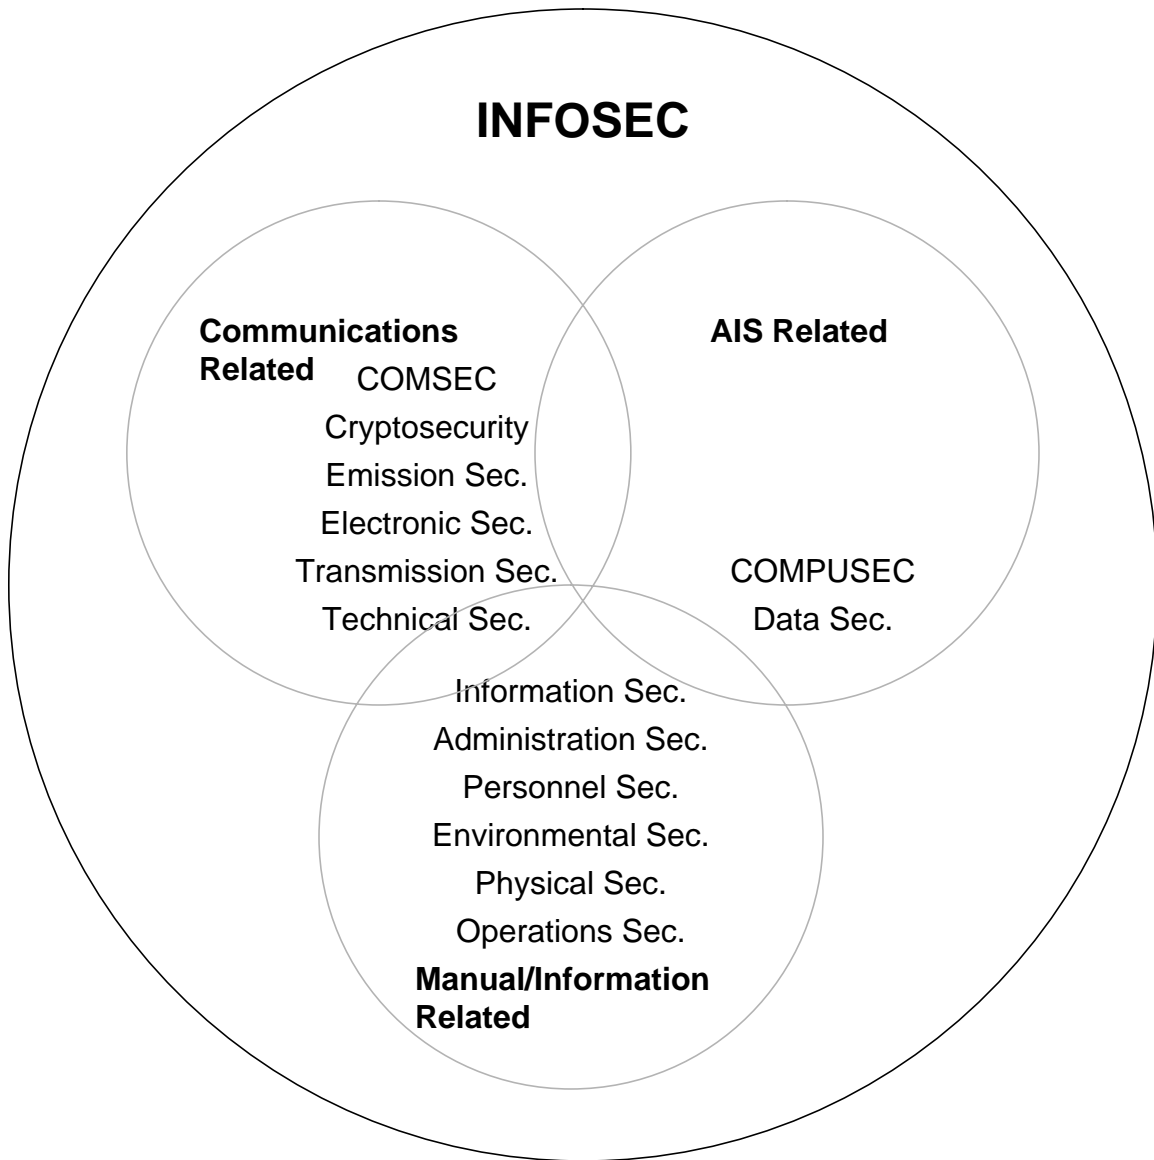 INFOSEC
Communications
Related
COMSEC
Cryptosecurity
Emission Sec.
Electronic Sec.
Transmission Sec.
Technical Sec.
AIS Related
COMPUSEC
Data Sec.
Information Sec.
Administration Sec.
Personnel Sec.
Environmental Sec.
Physical Sec.
Operations Sec.
Manual/Information
Related